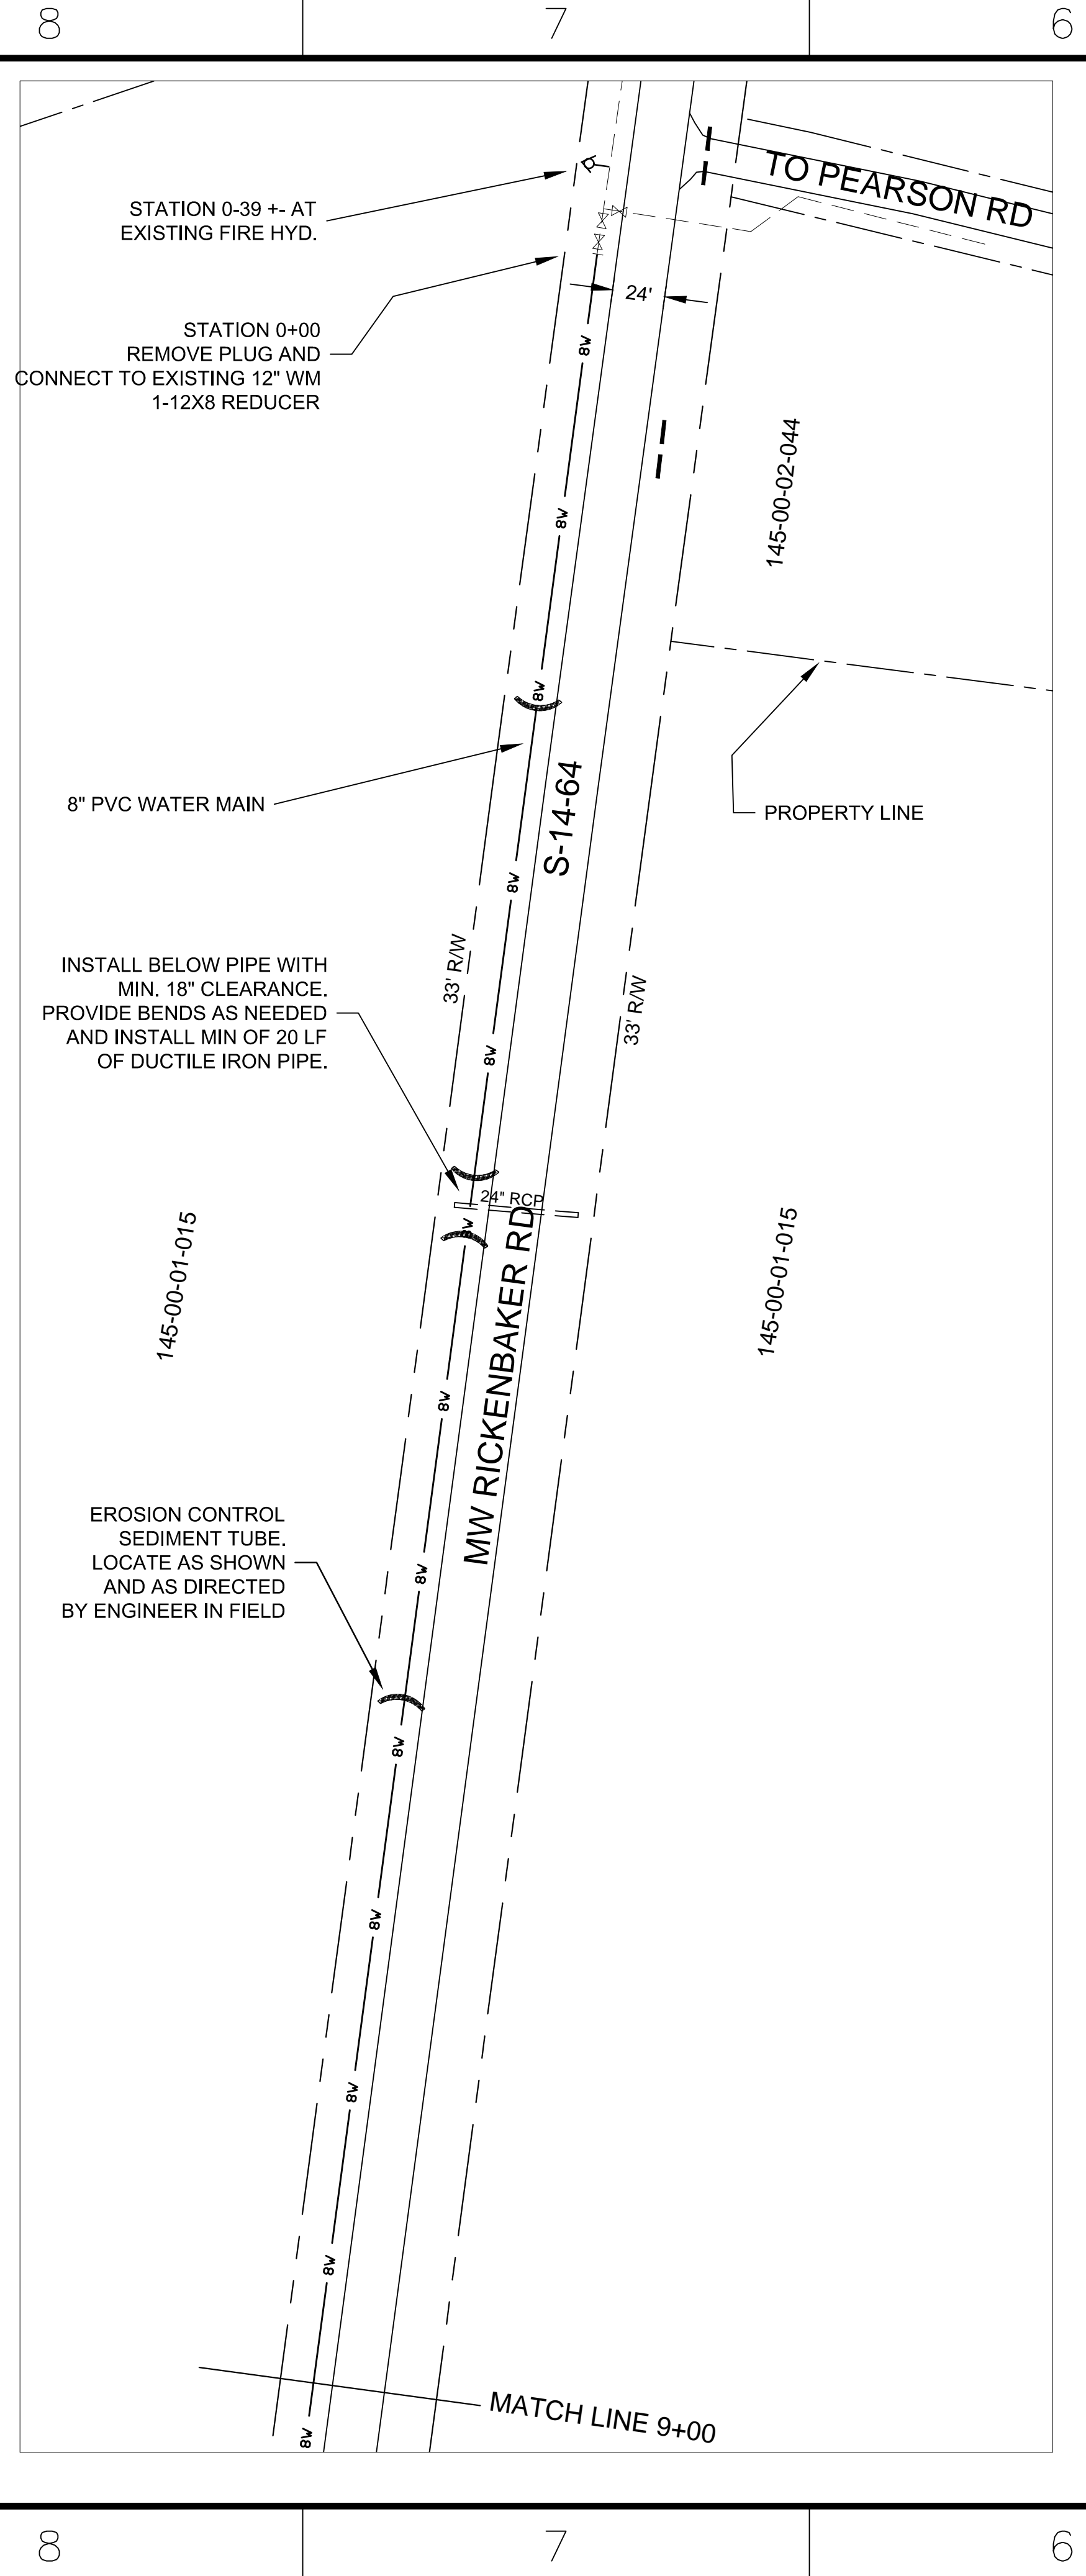 8 7 6
TO PEARSON RD
STATION 0-39 +- AT
EXISTING FIRE HYD.
24'
STATION 0+00
REMOVE PLUG AND
CONNECT TO EXISTING 12" WM
1-12X8 REDUCER
8W
145-00-02-044
8W
8W
8" PVC WATER MAIN
S-14-64
PROPERTY LINE
8W
33' R/W
33' R/W
INSTALL BELOW PIPE WITH
MIN. 18" CLEARANCE.
PROVIDE BENDS AS NEEDED
AND INSTALL MIN OF 20 LF
OF DUCTILE IRON PIPE.
8W
24" RCP
8W
145-00-01-015
MW RICKENBAKER RD
145-00-01-015
8W
EROSION CONTROL
SEDIMENT TUBE.
LOCATE AS SHOWN
AND AS DIRECTED
BY ENGINEER IN FIELD
8W
8W
8W
8W
8W
MATCH LINE 9+00
8W
8 7 6